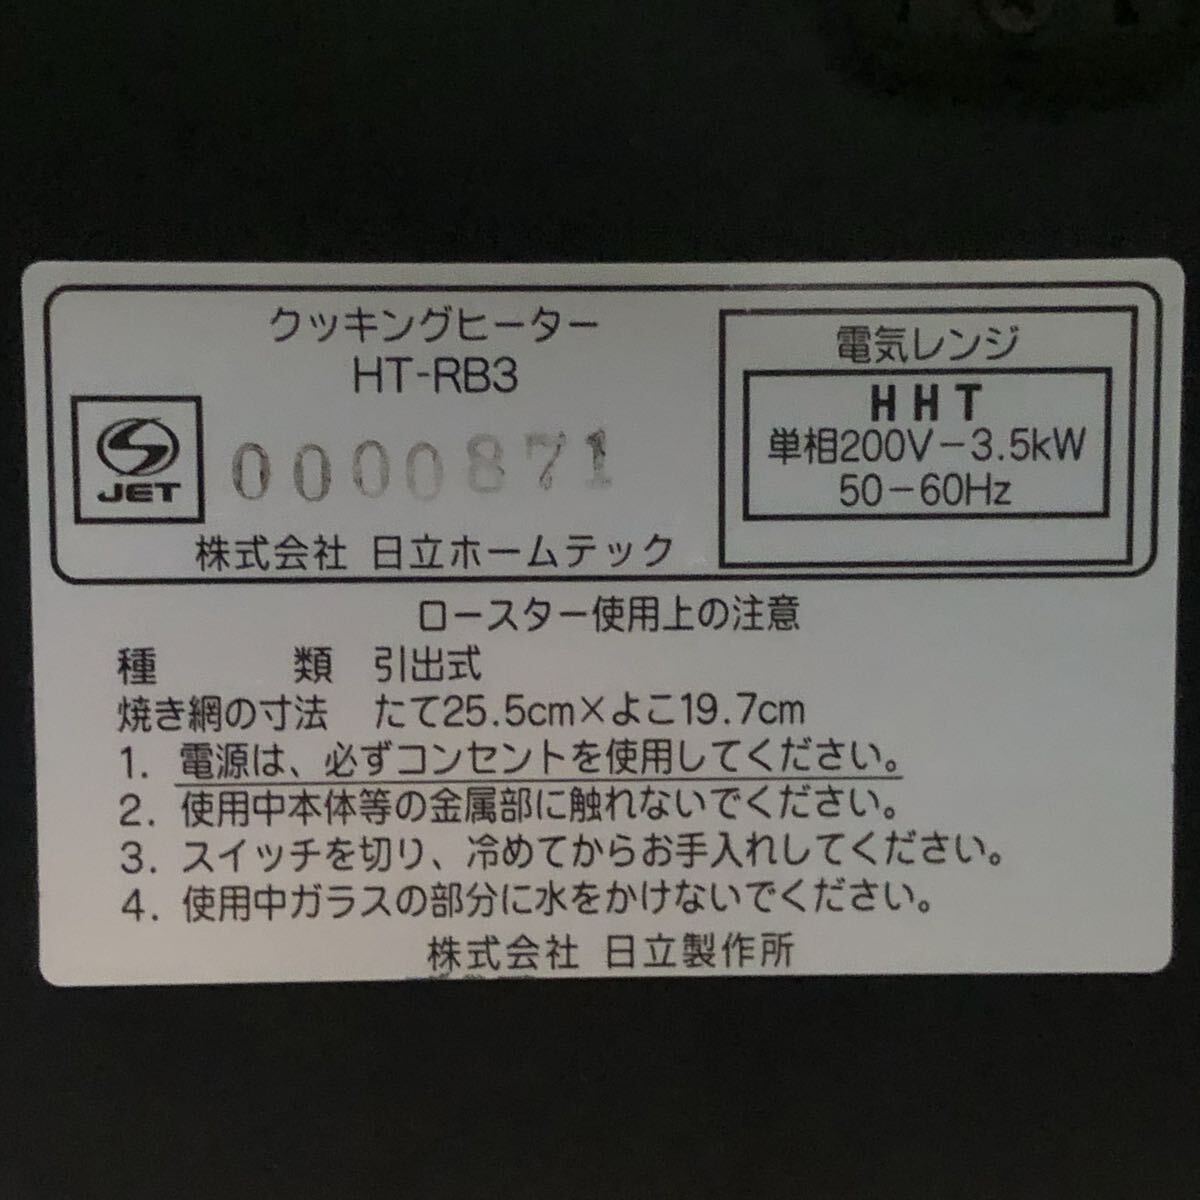 クッキングヒーター
HT-RB3
JET
0000871
株式会社 日立ホームテック
電気レンジ
HHT
単相200V-3.5kW
50-60Hz
ロースター使用上の注意
種 類 引出式
焼き網の寸法 たて25.5cm×よこ19.7cm
1. 電源は、必ずコンセントを使用してください。
2. 使用中本体等の金属部に触れないでください。
3. スイッチを切り、冷めてからお手入れしてください。
4. 使用中ガラスの部分に水をかけないでください。
株式会社 日立製作所